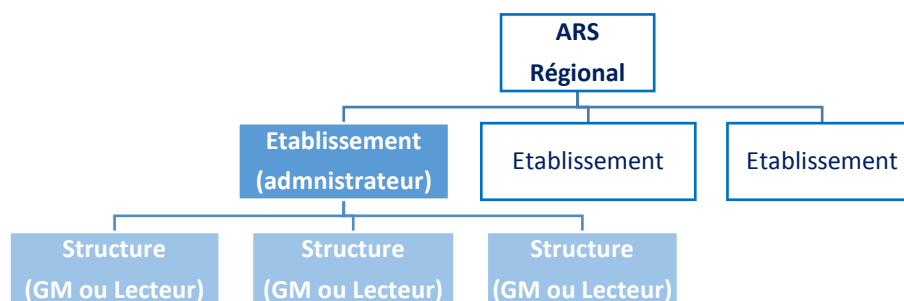 ARS
Régional
Etablissement
(admnistrateur)
Etablissement
Etablissement
Structure
(GM ou Lecteur)
Structure
(GM ou Lecteur)
Structure
(GM ou Lecteur)